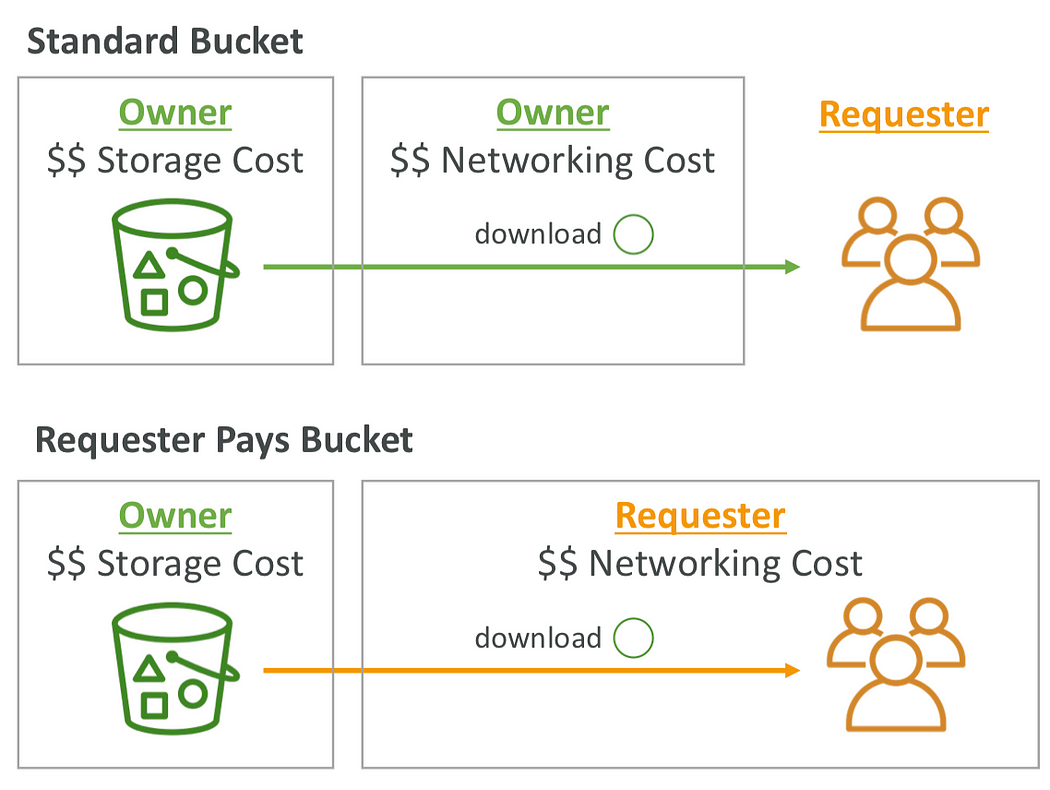 Standard Bucket
Owner
$$ Storage Cost
Owner
$$ Networking Cost
download
Requester
Requester Pays Bucket
Owner
$$ Storage Cost
Requester
$$ Networking Cost
download